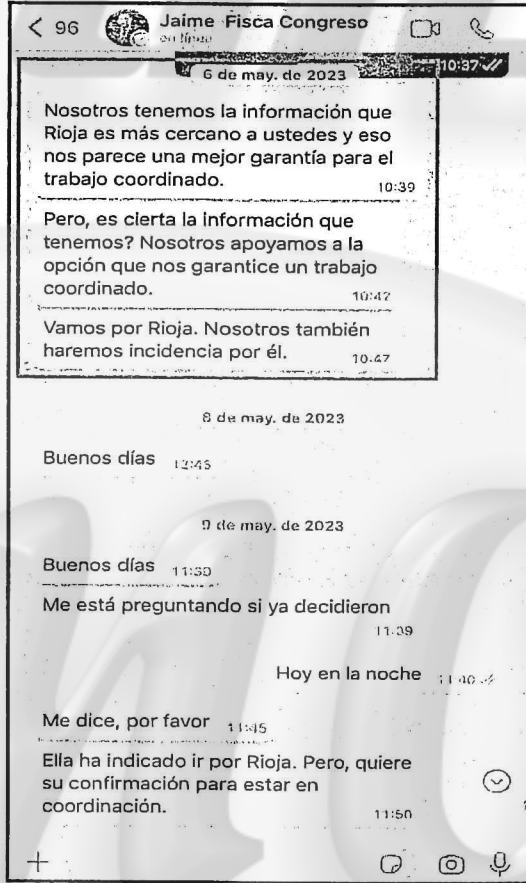 < 96
Jaime Fisca Congreso
en línea
10:37
6 de may. de 2023
Nosotros tenemos la información que
Rioja es más cercano a ustedes y eso
nos parece una mejor garantía para el
trabajo coordinado.
10:39
Pero, es cierta la información que
tenemos? Nosotros apoyamos a la
opción que nos garantice un trabajo
coordinado.
10:47
Vamos por Rioja. Nosotros también
haremos incidencia por él.
10:47
8 de may. de 2023
Buenos días
9 de may. de 2023
Buenos días
Me está preguntando si ya decidieron
11:39
Hoy en la noche 11:40
Me dice, por favor 11:45
Ella ha indicado ir por Rioja. Pero, quiere
su confirmación para estar en
coordinación.
11:50